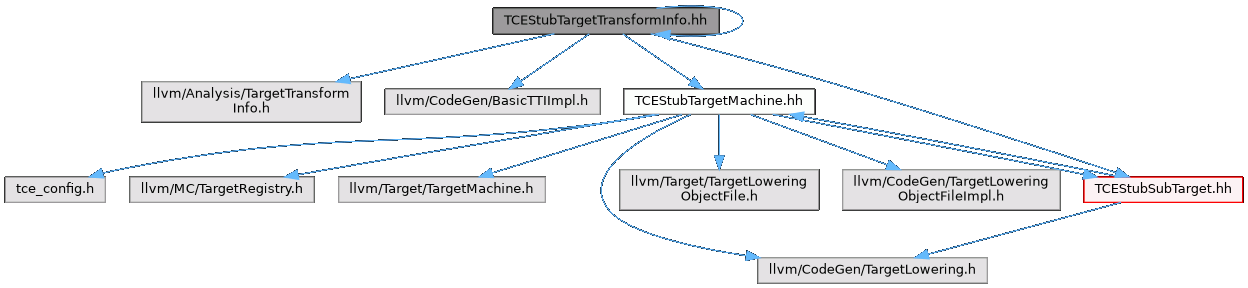 TCEStubTargetTransformInfo.hh
llvm/Analysis/TargetTransform
Info.h
llvm/CodeGen/BasicTTIImpl.h
TCEStubTargetMachine.hh
tce_config.h
llvm/MC/TargetRegistry.h
llvm/Target/TargetMachine.h
llvm/Target/TargetLowering
ObjectFile.h
llvm/CodeGen/TargetLowering
ObjectFileImpl.h
TCEStubSubTarget.hh
llvm/CodeGen/TargetLowering.h